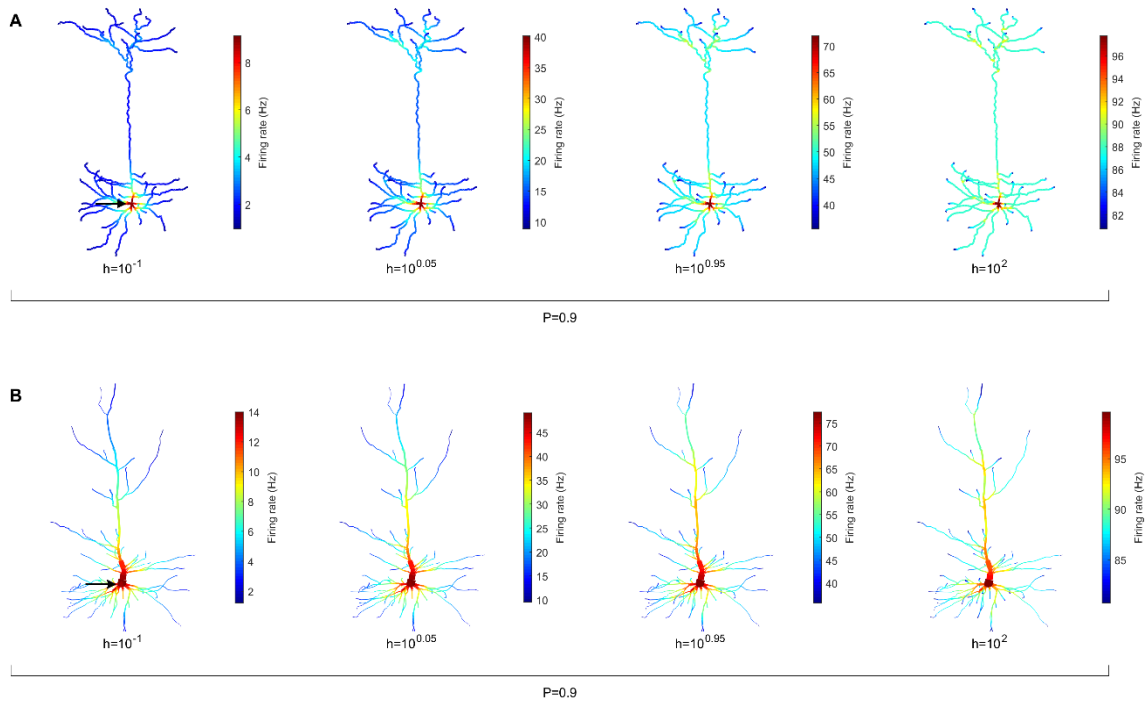 A
8
6
4
2
Firing rate (Hz)
h=10^-1
40
35
30
25
20
15
10
Firing rate (Hz)
h=10^0.05
70
65
60
55
50
45
40
Firing rate (Hz)
h=10^0.95
96
94
92
90
88
86
84
82
Firing rate (Hz)
h=10^2
P=0.9
B
14
12
10
8
6
4
2
Firing rate (Hz)
h=10^-1
45
40
35
30
25
20
15
10
Firing rate (Hz)
h=10^0.05
75
70
65
60
55
50
45
40
Firing rate (Hz)
h=10^0.95
95
90
85
Firing rate (Hz)
h=10^2
P=0.9